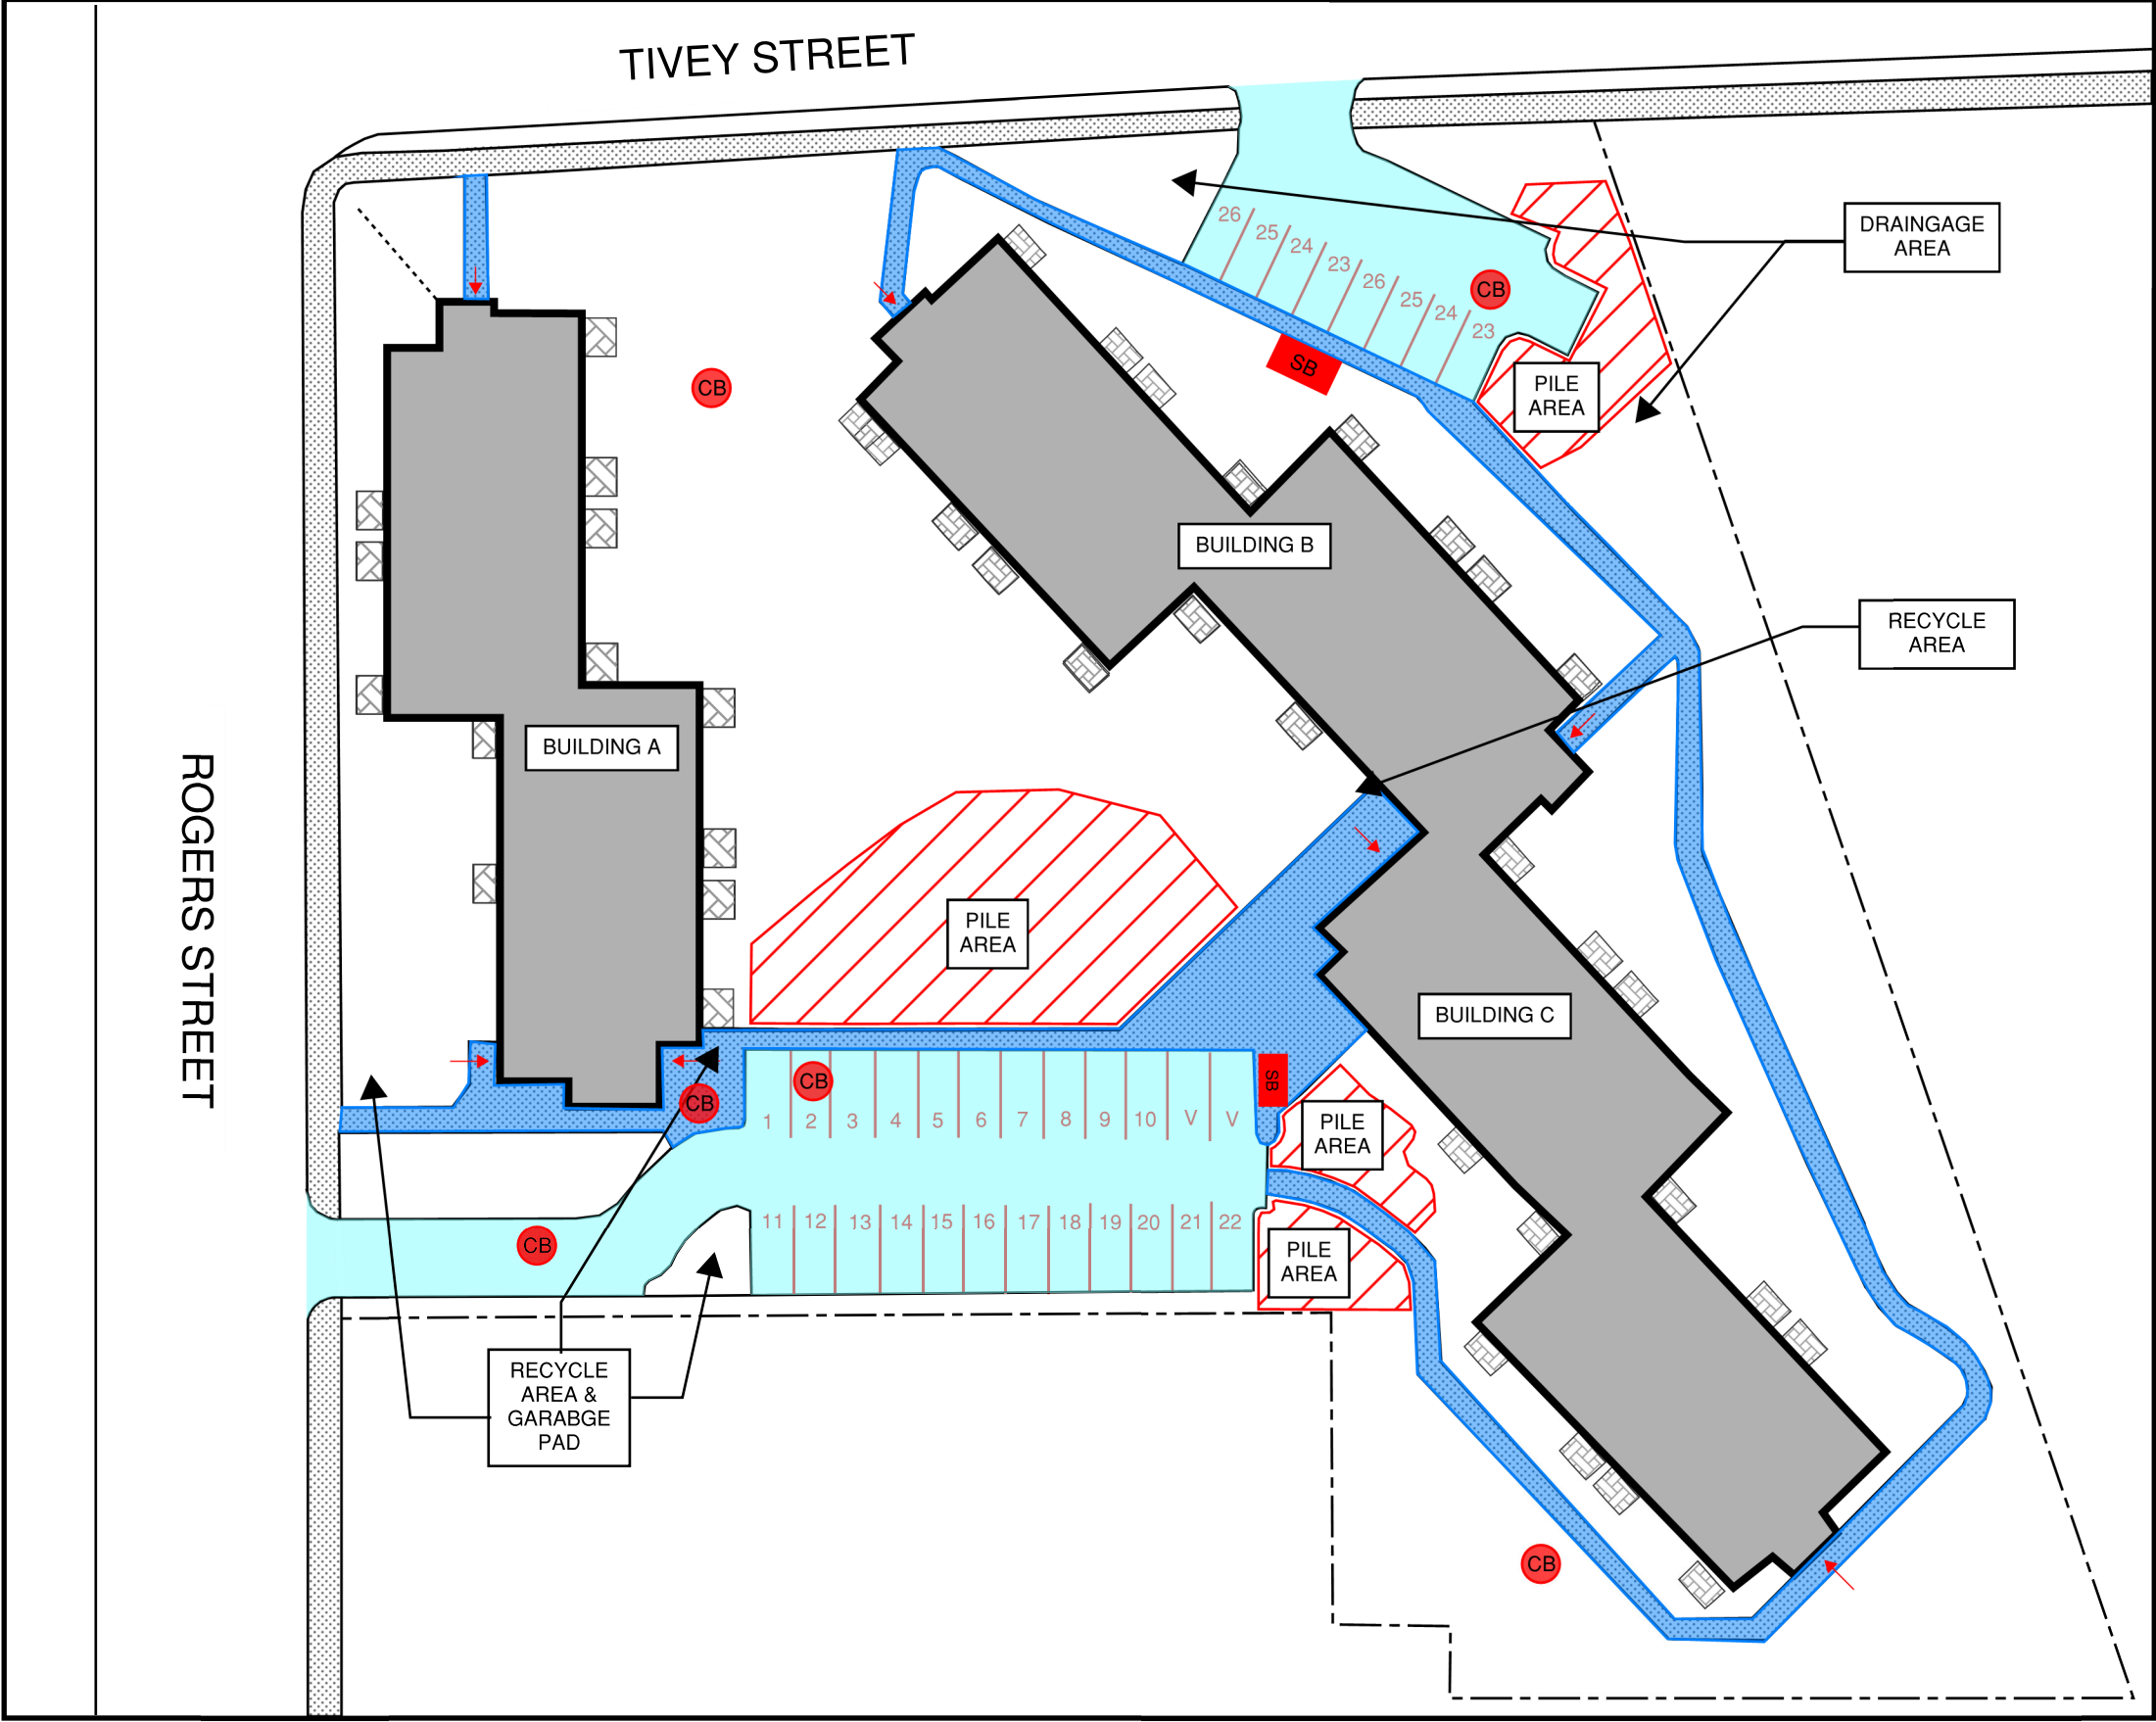 TIVEY STREET
DRAINGAGE
AREA
26
25
24
23
26
25
24
23
CB
SB
PILE
AREA
CB
BUILDING B
RECYCLE
AREA
BUILDING A
ROGERS STREET
PILE
AREA
BUILDING C
CB
CB
SB
1
2
3
4
5
6
7
8
9
10
V
V
PILE
AREA
11
12
13
14
15
16
17
18
19
20
21
22
CB
PILE
AREA
RECYCLE
AREA &
GARABGE
PAD
CB